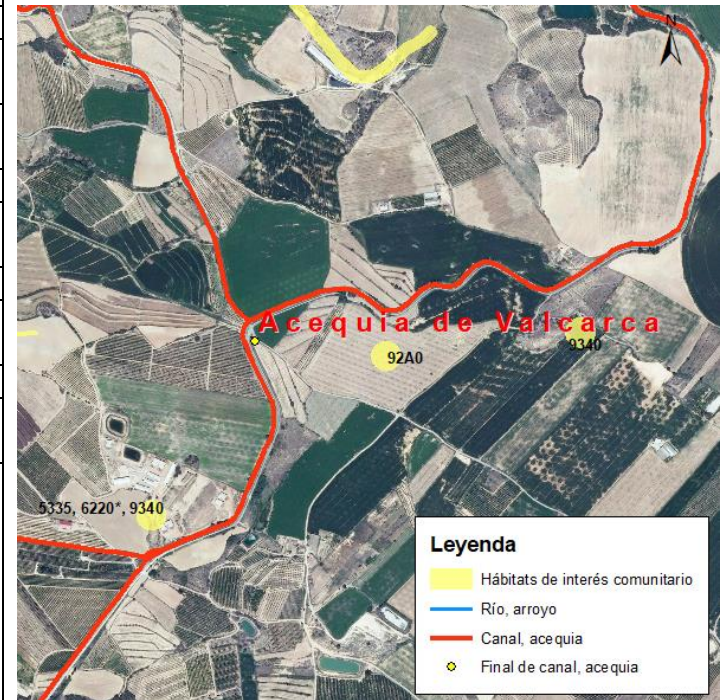 N
Acequia de Valcarca
9340
92A0
5335, 6220*, 9340
Leyenda
Hábitats de interés comunitario
Río, arroyo
Canal, acequia
Final de canal, acequia